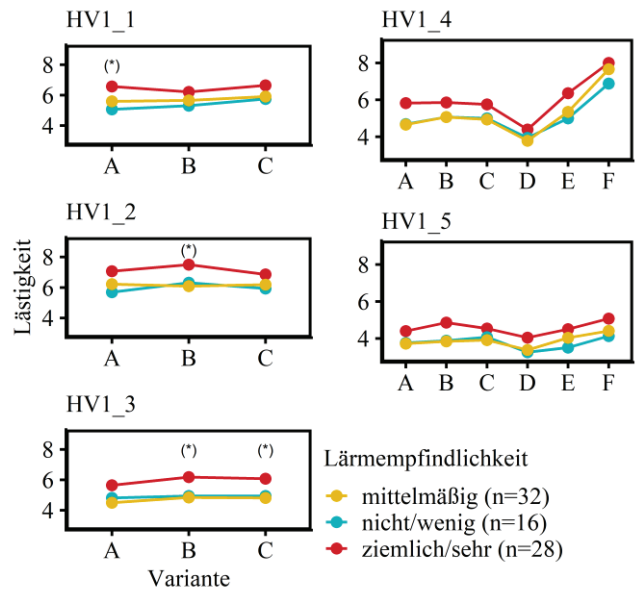 HV1_1
8
6
4
(*)
A B C
HV1_2
8
6
4
(*)
A B C
HV1_3
8
6
4
(*) (*)
A B C
Variante
Lästigkeit
HV1_4
8
6
4
A B C D E F
HV1_5
8
6
4
A B C D E F
Lärmempfindlichkeit
mittelmäßig (n=32)
nicht/wenig (n=16)
ziemlich/sehr (n=28)